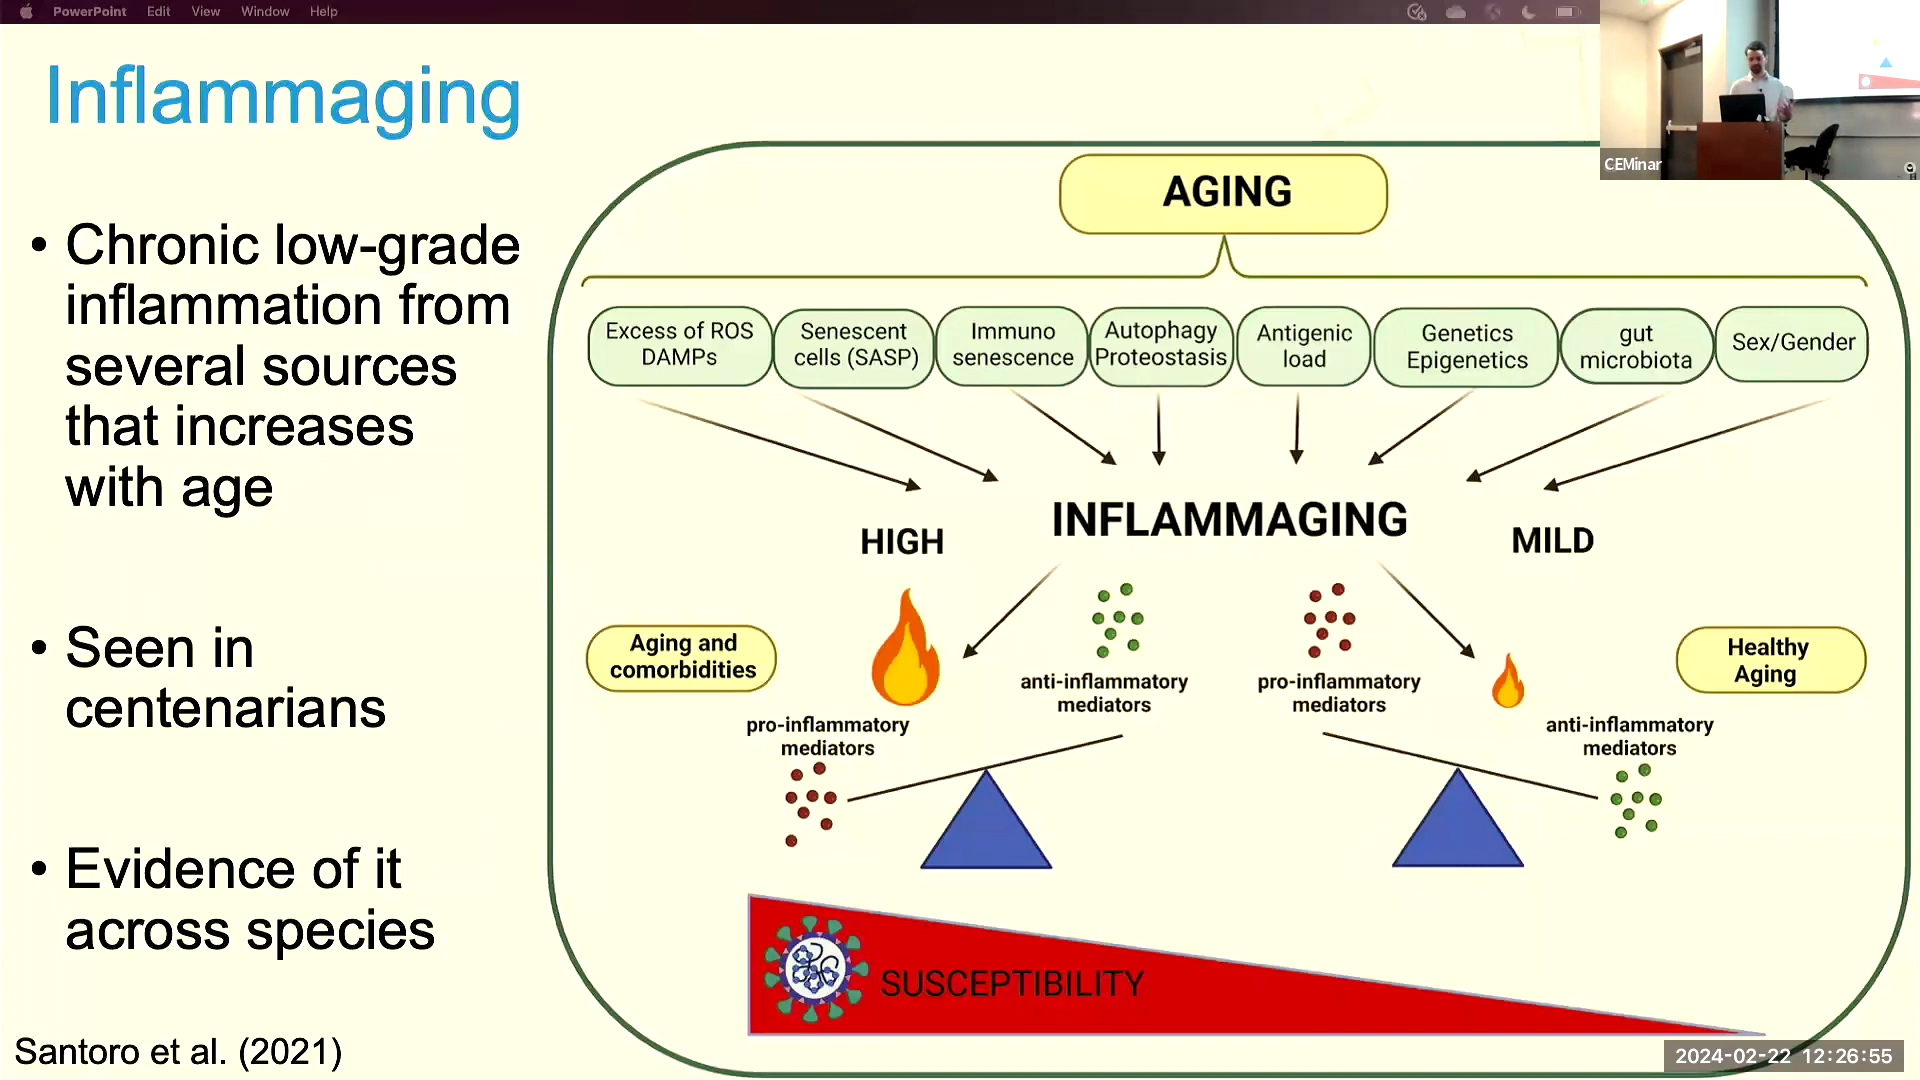 PowerPoint Edit View Window Help
CEMinar
Inflammaging
• Chronic low-grade
inflammation from
several sources
that increases
with age
• Seen in
centenarians
• Evidence of it
across species
Santoro et al. (2021)
AGING
Excess of ROS
DAMPs
Senescent
cells (SASP)
Immuno
senescence
Autophagy
Proteostasis
Antigenic
load
Genetics
Epigenetics
gut
microbiota
Sex/Gender
INFLAMMAGING
HIGH
MILD
Aging and
comorbidities
anti-inflammatory
mediators
pro-inflammatory
mediators
Healthy
Aging
pro-inflammatory
mediators
anti-inflammatory
mediators
SUSCEPTIBILITY
2024-02-22 12:26:55